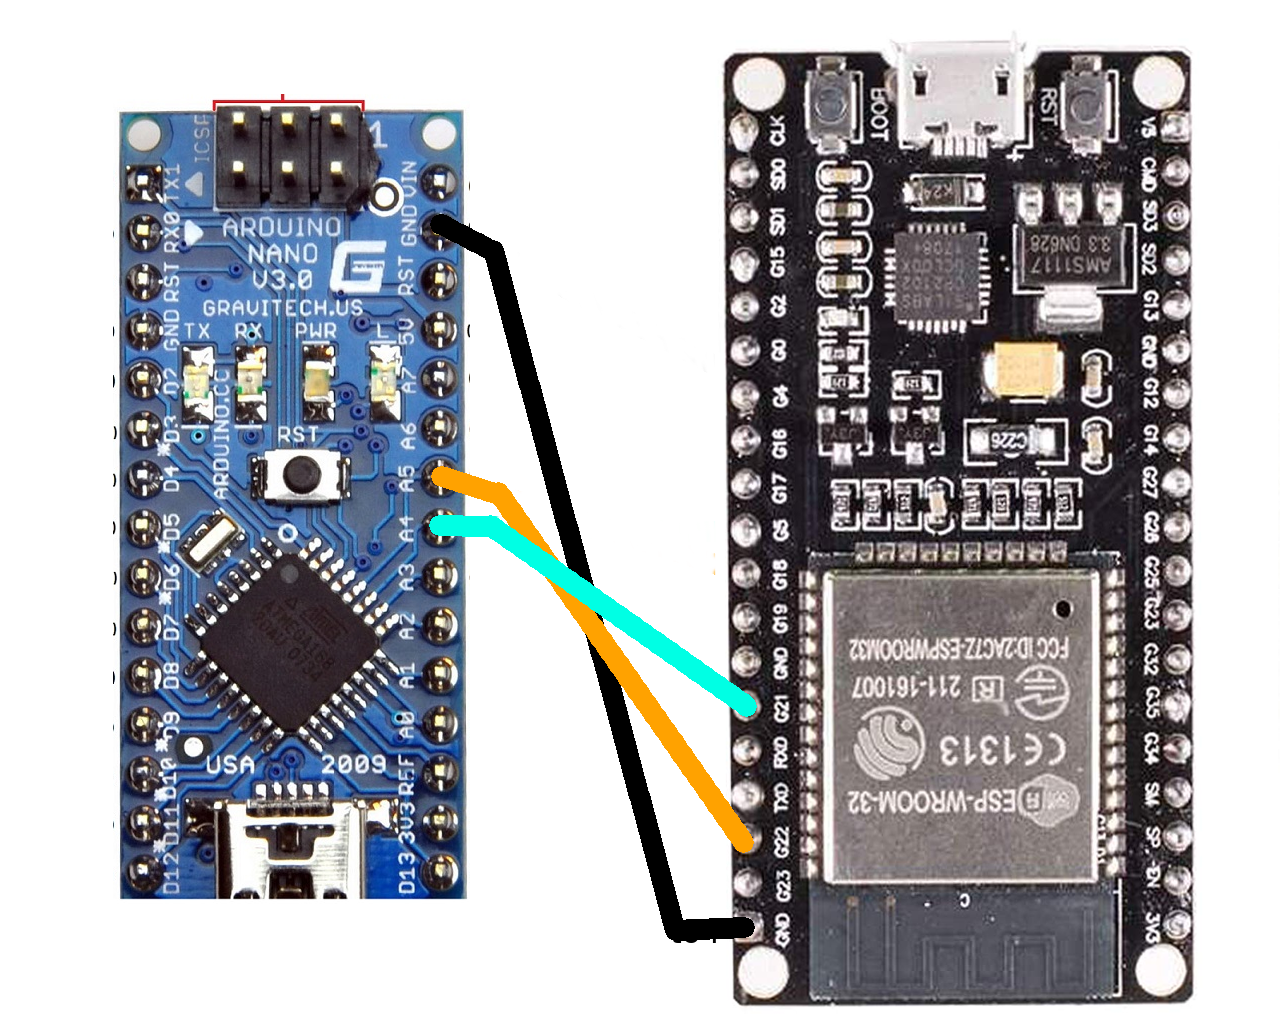 ICSP
1
TX1
RX0
RST
GND
D2
D3
D4
D5
D6
D7
D8
D9
D10
D11
D12
VIN
GND
RST
5V
A7
A6
A5
A4
A3
A2
A1
A0
REF
3V3
D13
ARDUINO
NANO
V3.0
G
GRAVITECH.US
TX RX PWR L
ARDUINO.CC
RST
USA 2009
BOOT
RST
CLK
SD0
SD1
G15
G2
G0
G4
G16
G17
G5
G18
G19
GND
G21
RXD
TXD
G22
G23
GND
V5
GND
SD3
SD2
G13
GND
G12
G14
G27
G26
G25
G32
G35
G34
SN
SP
EN
3V3
AMS1117
3.3 DN628
C226
FCC ID:2AC7Z-ESPWROOM32
211-161007
R
CE1313
ESP-WROOM-32
C